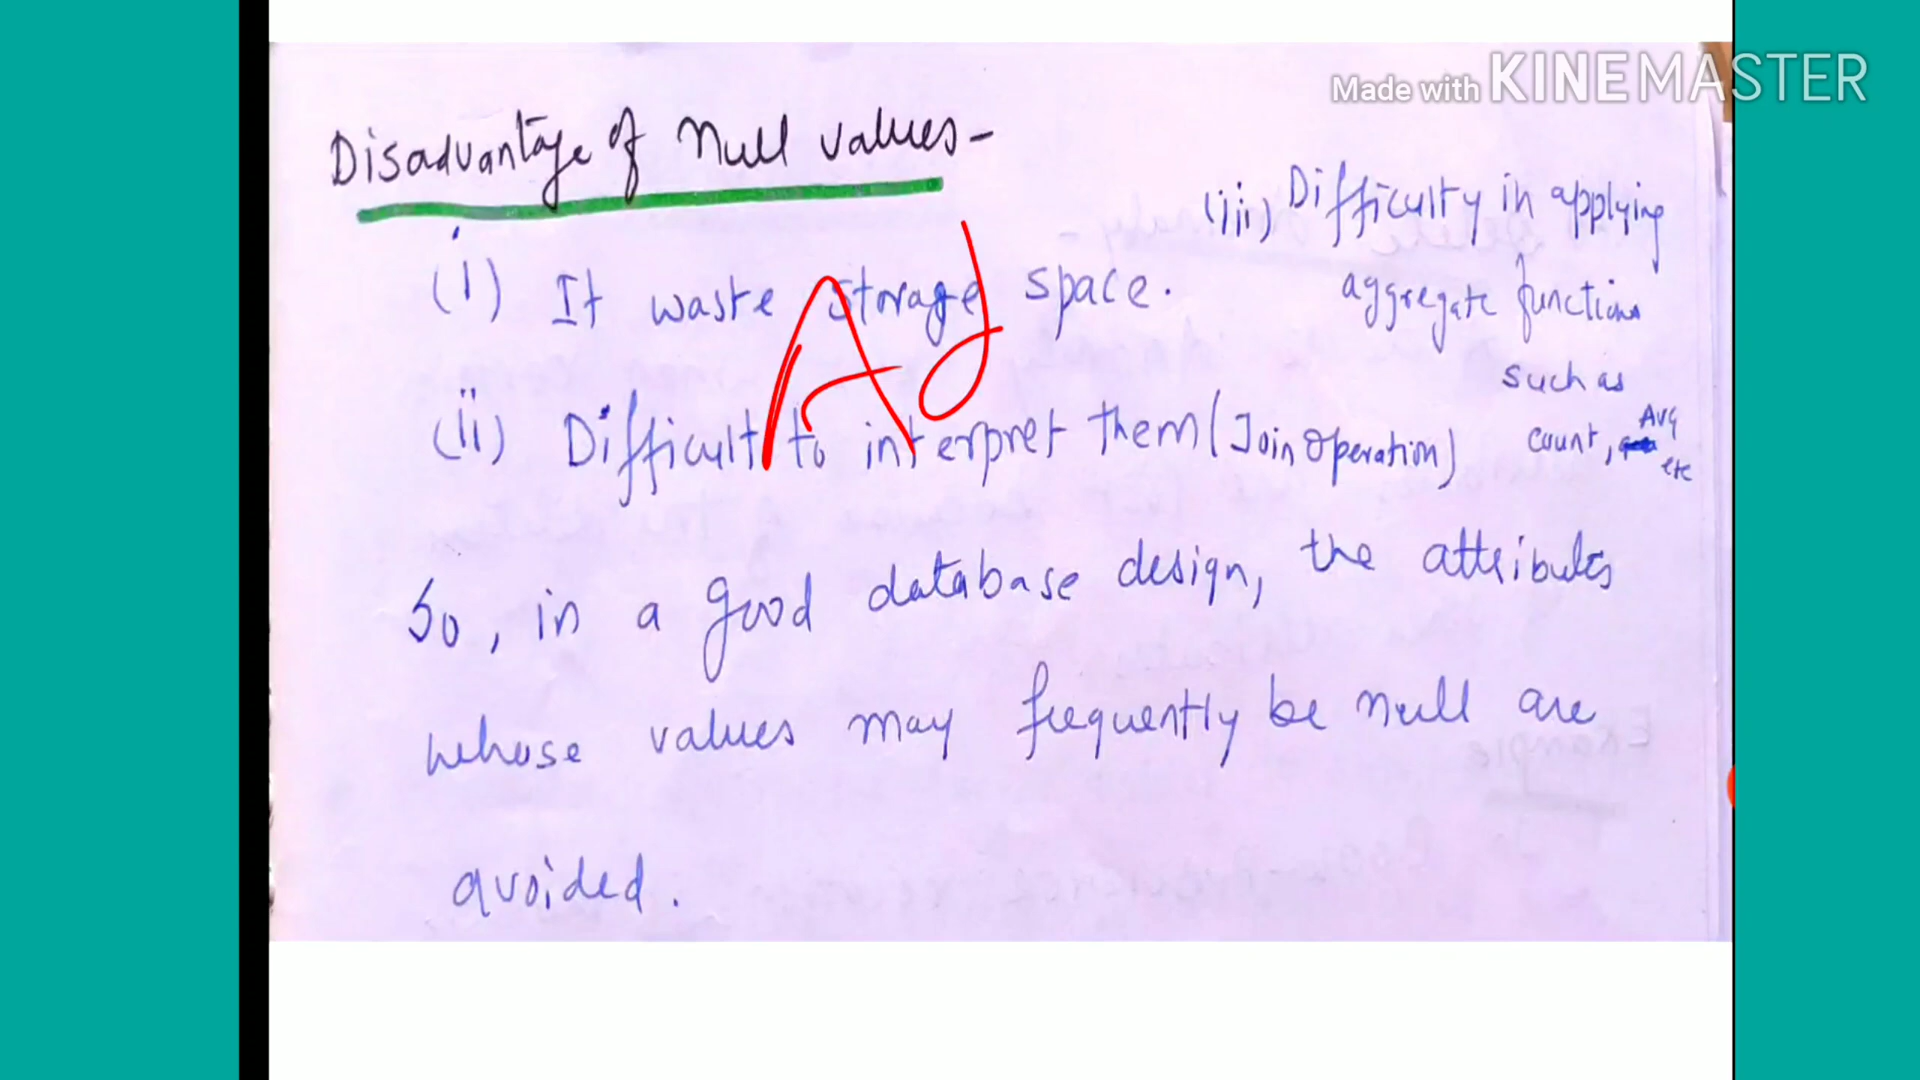 Made with KINEMASTER
Disadvantage of Null values-
(i) It waste storage space.
(ii) Difficult to interpret them (Join Operation)
(iii) Difficulty in applying
aggregate functions
such as
count, Avg
etc
So, in a good database design, the attributes
whose values may frequently be null are
avoided.
Ad